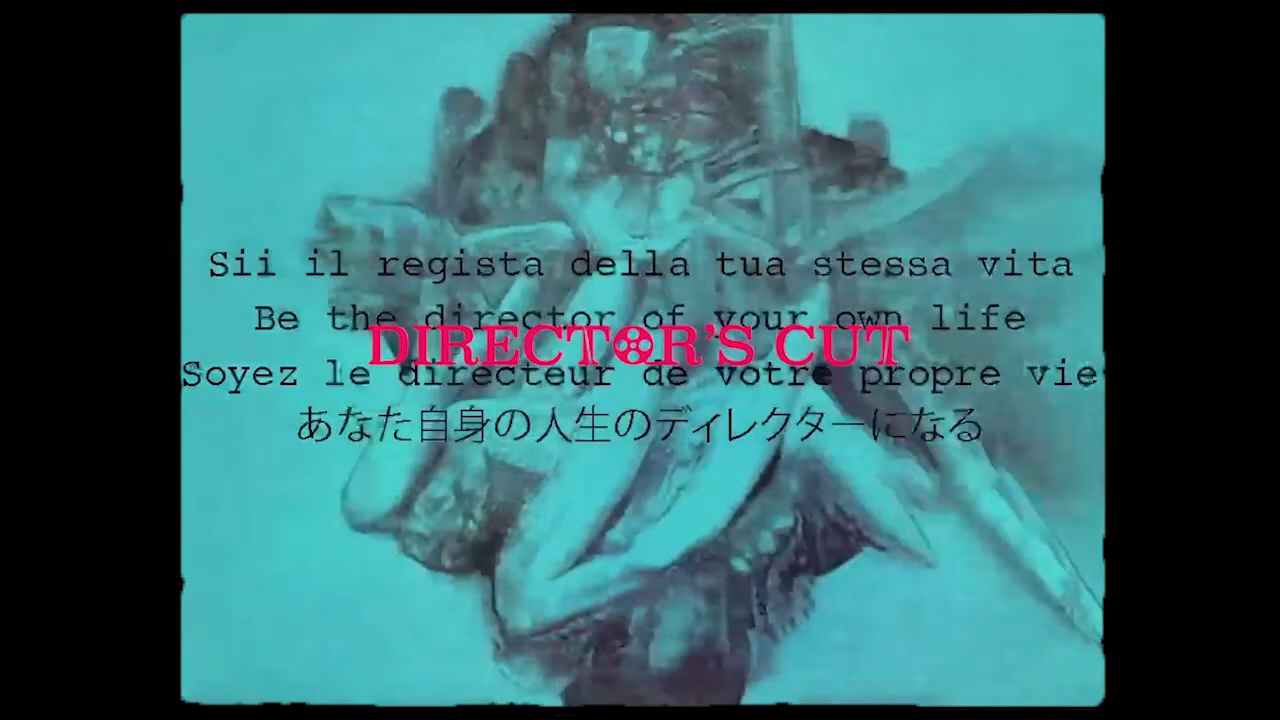 Sii il regista della tua stessa vita
Be the director of your own life
DIRECTOR'S CUT
Soyez le directeur de votre propre vie
あなた自身の人生のディレクターになる